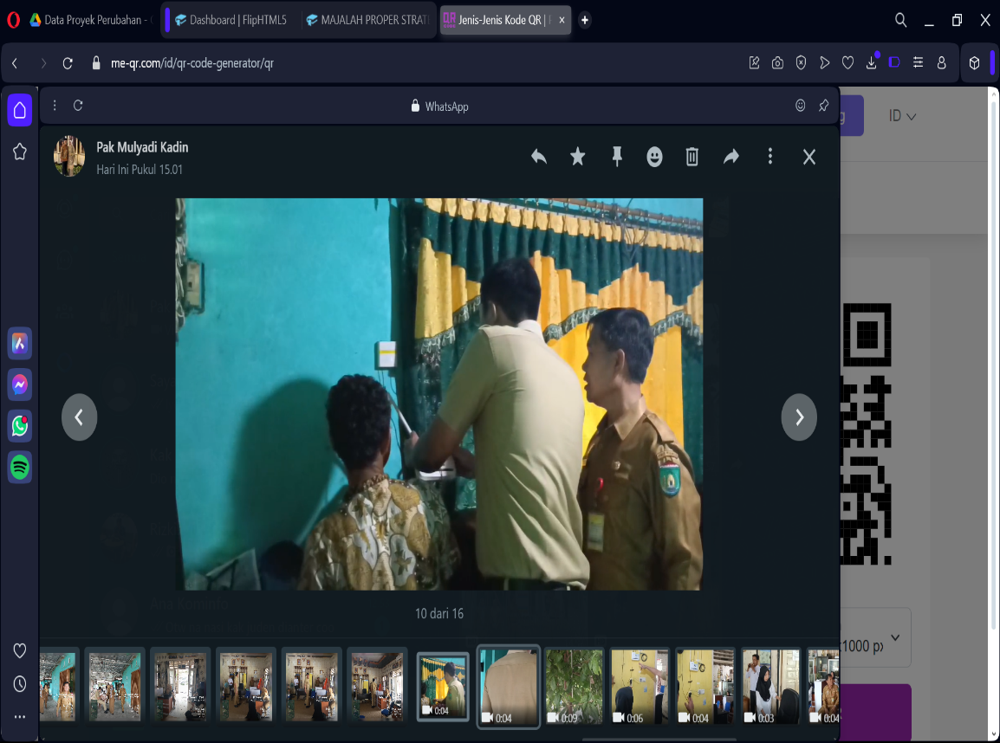 Data Proyek Perubahan -
Dashboard | FlipHTML5
MAJALAH PROPER STRAT
Jenis-Jenis Kode QR |
me-qr.com/id/qr-code-generator/qr
WhatsApp
ID
Pak Mulyadi Kadin
Hari Ini Pukul 15.01
10 dari 16
1000 px
0:04
0:04
0:09
0:06
0:04
0:03
0:04